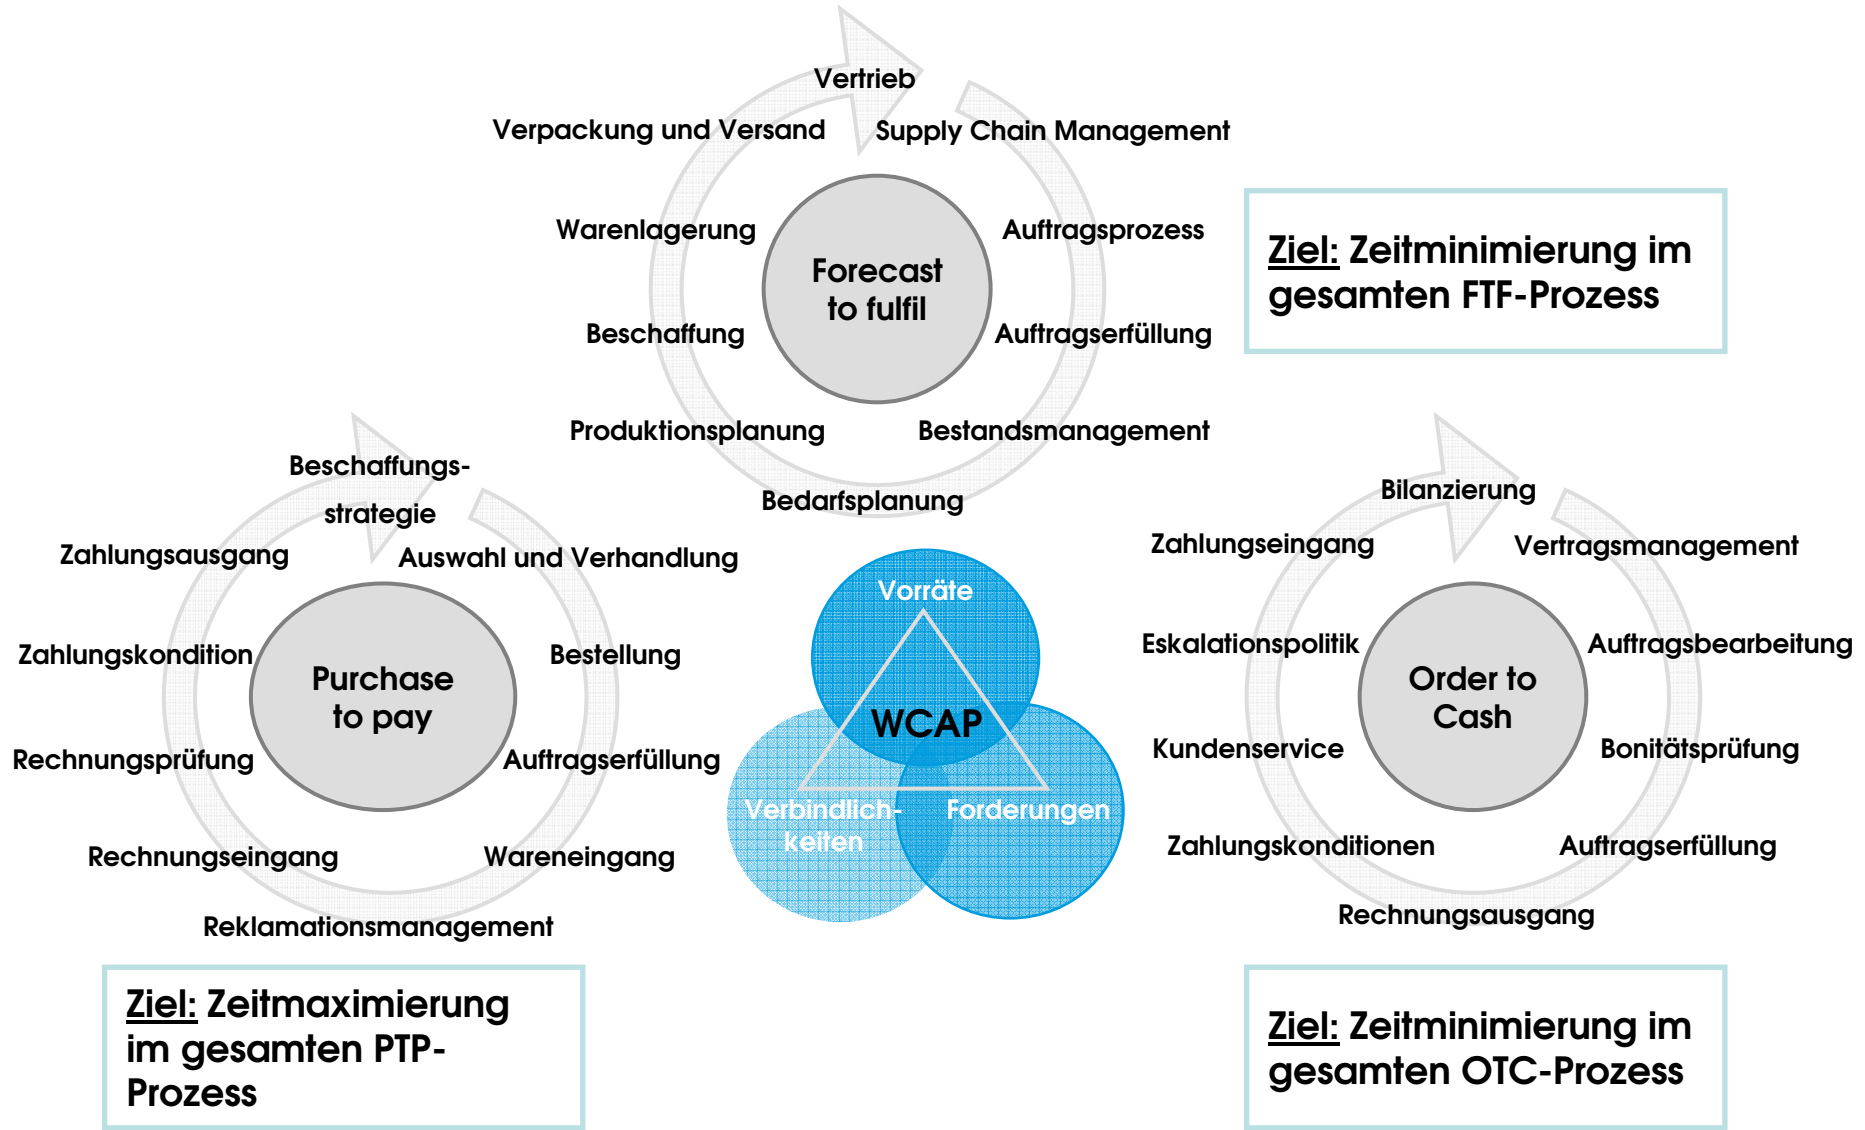 Vertrieb
Verpackung und Versand
Supply Chain Management
Warenlagerung
Auftragsprozess
Forecast
to fulfil
Beschaffung
Auftragserfüllung
Produktionsplanung
Bestandsmanagement
Bedarfsplanung
Ziel: Zeitminimierung im
gesamten FTF-Prozess
Beschaffungs-
strategie
Zahlungsausgang
Auswahl und Verhandlung
Zahlungskondition
Bestellung
Purchase
to pay
Rechnungsprüfung
Auftragserfüllung
Rechnungseingang
Wareneingang
Reklamationsmanagement
Ziel: Zeitmaximierung
im gesamten PTP-
Prozess
Vorräte
WCAP
Verbindlich-
keiten
Forderungen
Bilanzierung
Zahlungseingang
Vertragsmanagement
Eskalationspolitik
Auftragsbearbeitung
Order to
Cash
Kundenservice
Bonitätsprüfung
Zahlungskonditionen
Auftragserfüllung
Rechnungsausgang
Ziel: Zeitminimierung im
gesamten OTC-Prozess